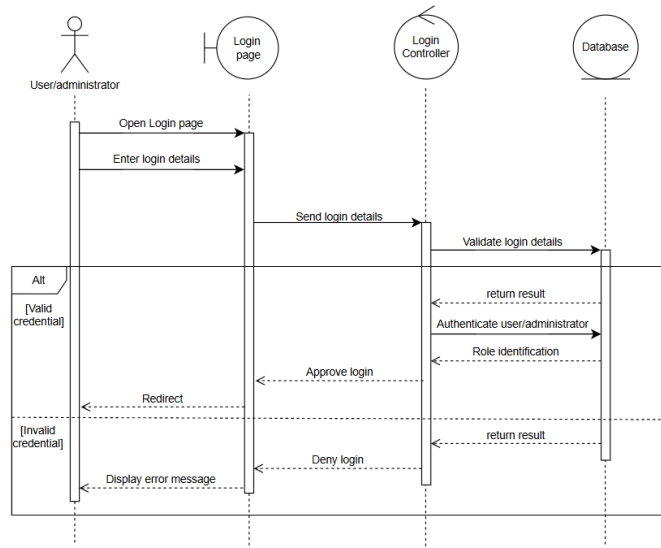 Login
page
Login
Controller
Database
User/administrator
Open Login page
Enter login details
Send login details
Validate login details
Alt
[Valid
credential]
return result
Authenticate user/administrator
Role identification
Approve login
Redirect
[Invalid
credential]
return result
Deny login
Display error message